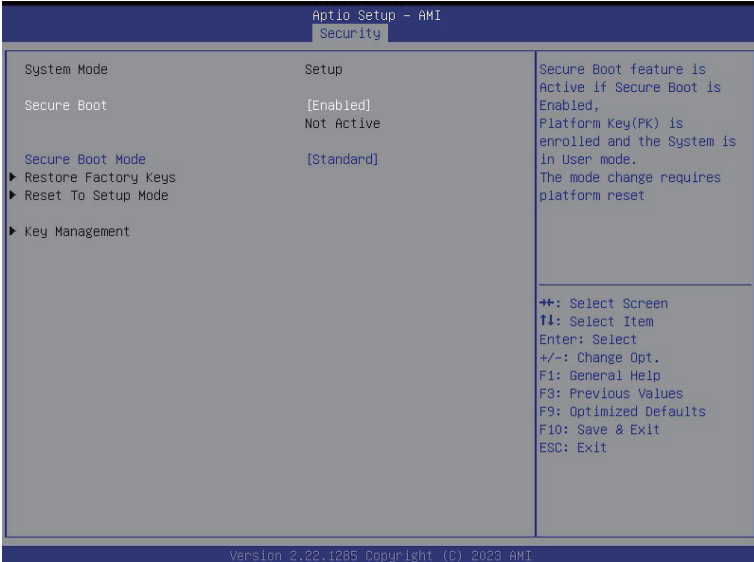 Aptio Setup – AMI
Security
System Mode Setup
Secure Boot [Enabled]
Not Active
Secure Boot Mode [Standard]
▶ Restore Factory Keys
▶ Reset To Setup Mode
▶ Key Management
Secure Boot feature is
Active if Secure Boot is
Enabled,
Platform Key(PK) is
enrolled and the System is
in User mode.
The mode change requires
platform reset
→←: Select Screen
↑↓: Select Item
Enter: Select
+/-: Change Opt.
F1: General Help
F3: Previous Values
F9: Optimized Defaults
F10: Save & Exit
ESC: Exit
Version 2.22.1285 Copyright (C) 2023 AMI